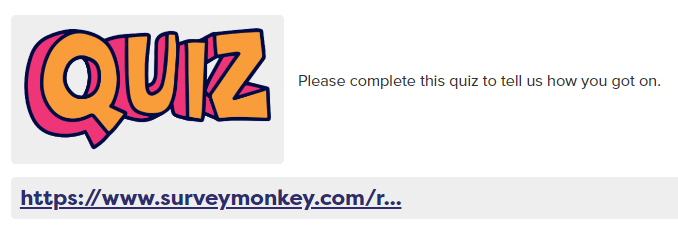 QUIZ
Please complete this quiz to tell us how you got on.
https://www.surveymonkey.com/r...